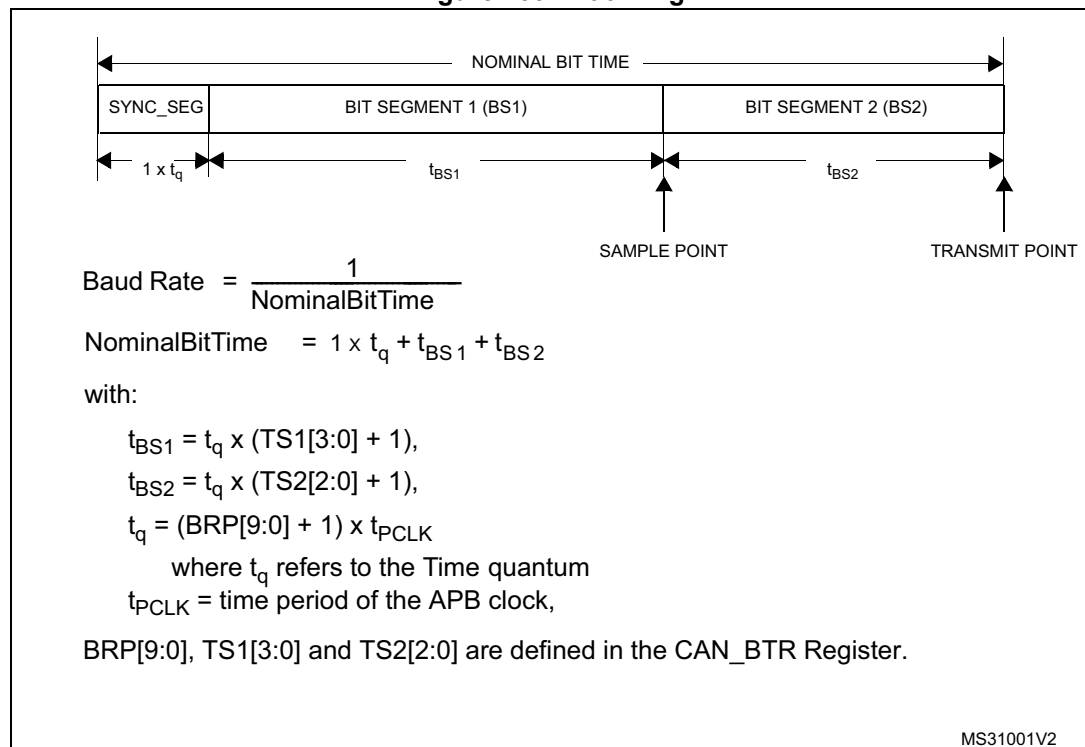 NOMINAL BIT TIME
SYNC_SEG BIT SEGMENT 1 (BS1) BIT SEGMENT 2 (BS2)
1 x tq tBS1 tBS2
SAMPLE POINT TRANSMIT POINT
Baud Rate = 1
NominalBitTime
NominalBitTime = 1 × tq + tBS1 + tBS2
with:
tBS1 = tq x (TS1[3:0] + 1),
tBS2 = tq x (TS2[2:0] + 1),
tq = (BRP[9:0] + 1) x tPCLK
where tq refers to the Time quantum
tPCLK = time period of the APB clock,
BRP[9:0], TS1[3:0] and TS2[2:0] are defined in the CAN_BTR Register.
MS31001V2